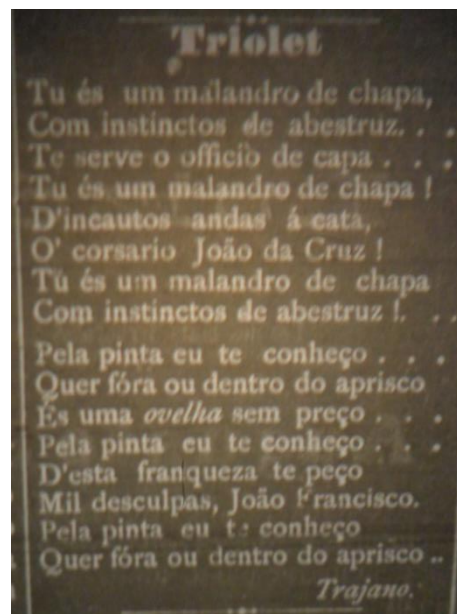 Triolet
Tu és um malandro de chapa,
Com instinctos de abestruz. . .
Te serve o officio de capa . . .
Tu és um malandro de chapa !
D'incautos andas á cata,
O' corsario João da Cruz !
Tu és um malandro de chapa
Com instinctos de abestruz !. . .
Pela pinta eu te conheço . . .
Quer fóra ou dentro do aprisco
És uma ovelha sem preço . . .
Pela pinta eu te conheço . . .
D'esta franqueza te peço
Mil desculpas, João Francisco.
Pela pinta eu te conheço
Quer fóra ou dentro do aprisco ..
Trajano.